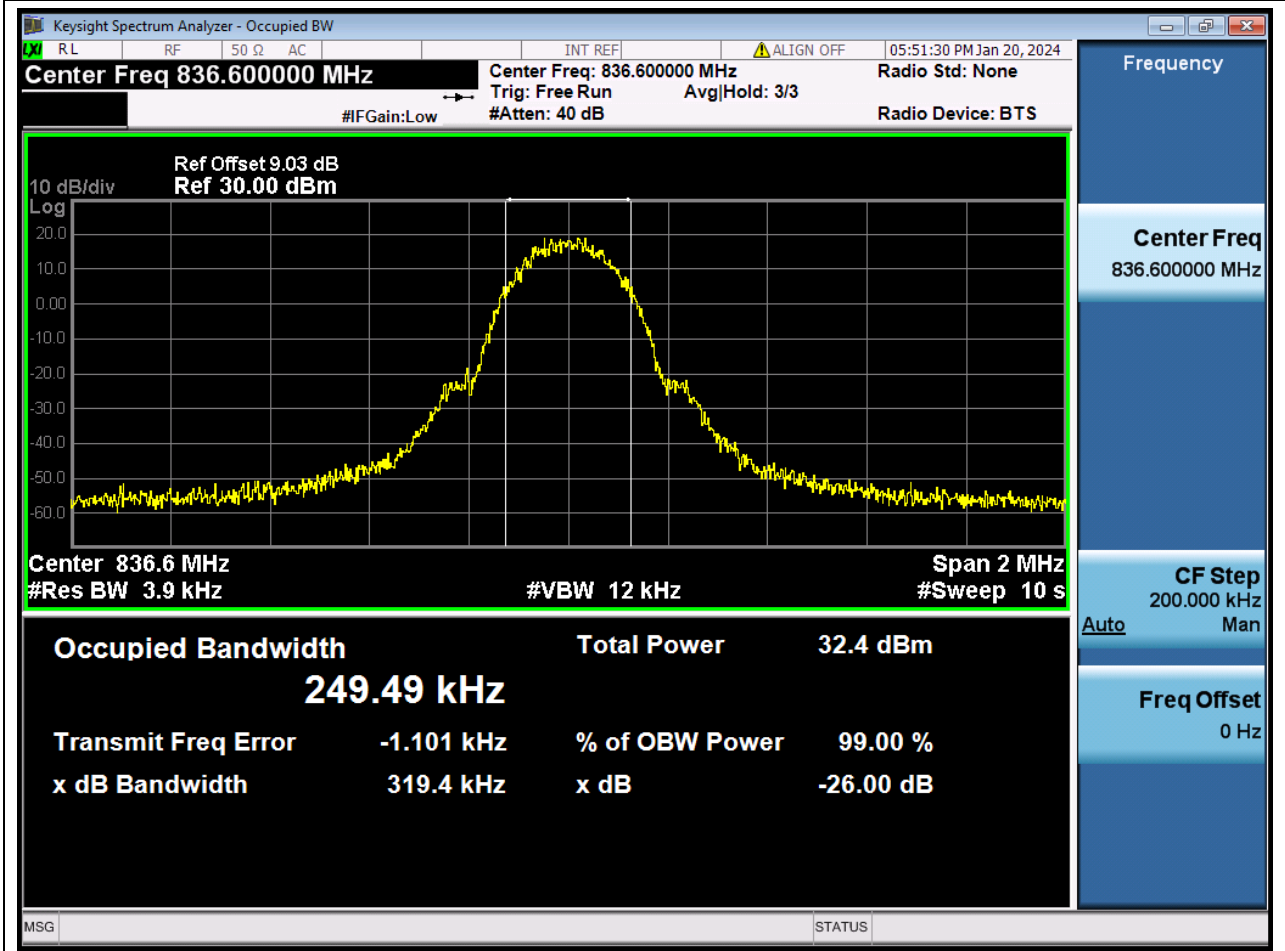 Keysight Spectrum Analyzer - Occupied BW
LXI RL RF 50 Ω AC INT REF ALIGN OFF 05:51:30 PM Jan 20, 2024
Center Freq 836.600000 MHz
Center Freq: 836.600000 MHz Radio Std: None
Trig: Free Run Avg|Hold: 3/3
#IFGain:Low #Atten: 40 dB Radio Device: BTS
Ref Offset 9.03 dB
10 dB/div Ref 30.00 dBm
Log
20.0
10.0
0.00
-10.0
-20.0
-30.0
-40.0
-50.0
-60.0
Center 836.6 MHz Span 2 MHz
#Res BW 3.9 kHz #VBW 12 kHz #Sweep 10 s
Occupied Bandwidth Total Power 32.4 dBm
249.49 kHz
Transmit Freq Error -1.101 kHz % of OBW Power 99.00 %
x dB Bandwidth 319.4 kHz x dB -26.00 dB
Frequency
Center Freq
836.600000 MHz
CF Step
200.000 kHz
Auto Man
Freq Offset
0 Hz
MSG STATUS